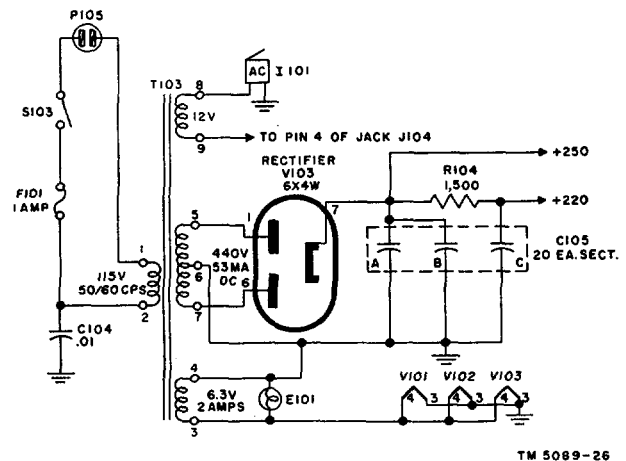 P105
T103
8
AC I 101
S103
12V
9
TO PIN 4 OF JACK J104
+250
RECTIFIER
V103
6X4W
R104
1,500
+220
F101
1 AMP
5
1
7
C105
20 EA.SECT.
1
440V
53MA
DC
6
6
A
B
C
115V
50/60 CPS
2
7
C104
.01
4
6.3V
2 AMPS
E101
3
V101
V102
V103
4
3
4
3
4
3
TM 5089-26